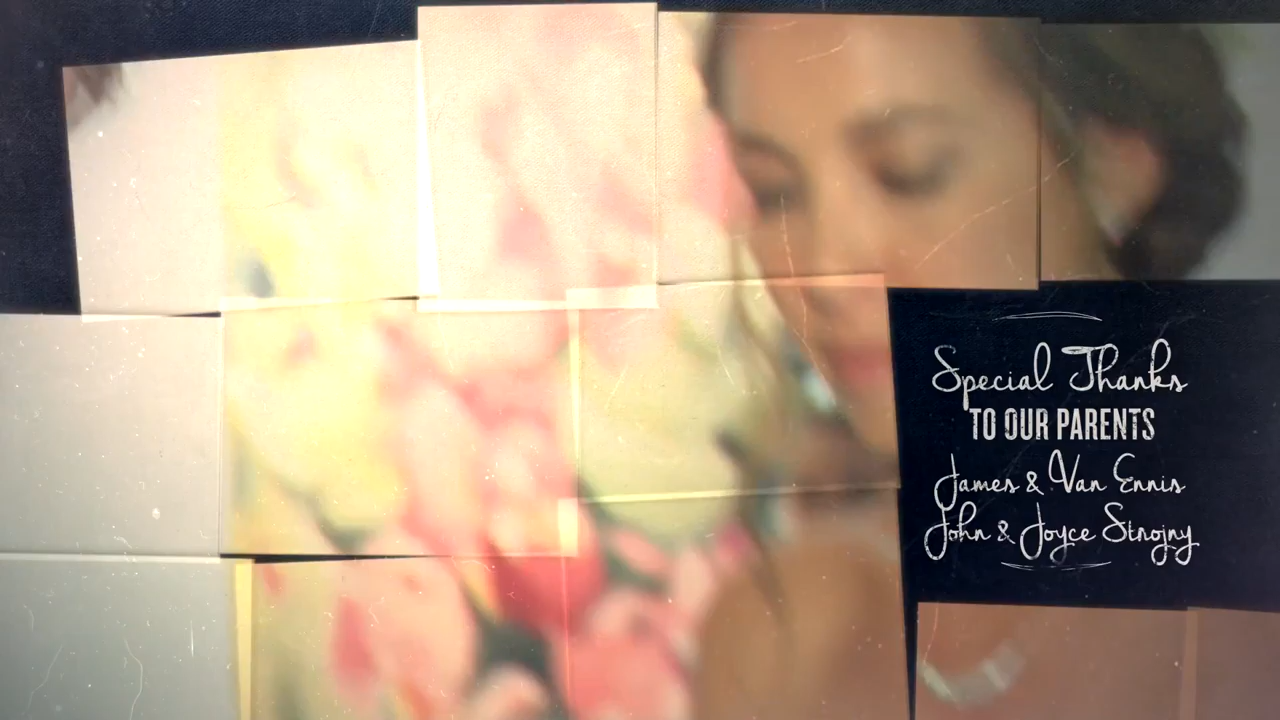 Special Thanks
TO OUR PARENTS
James & Van Ennis
John & Joyce Strojny